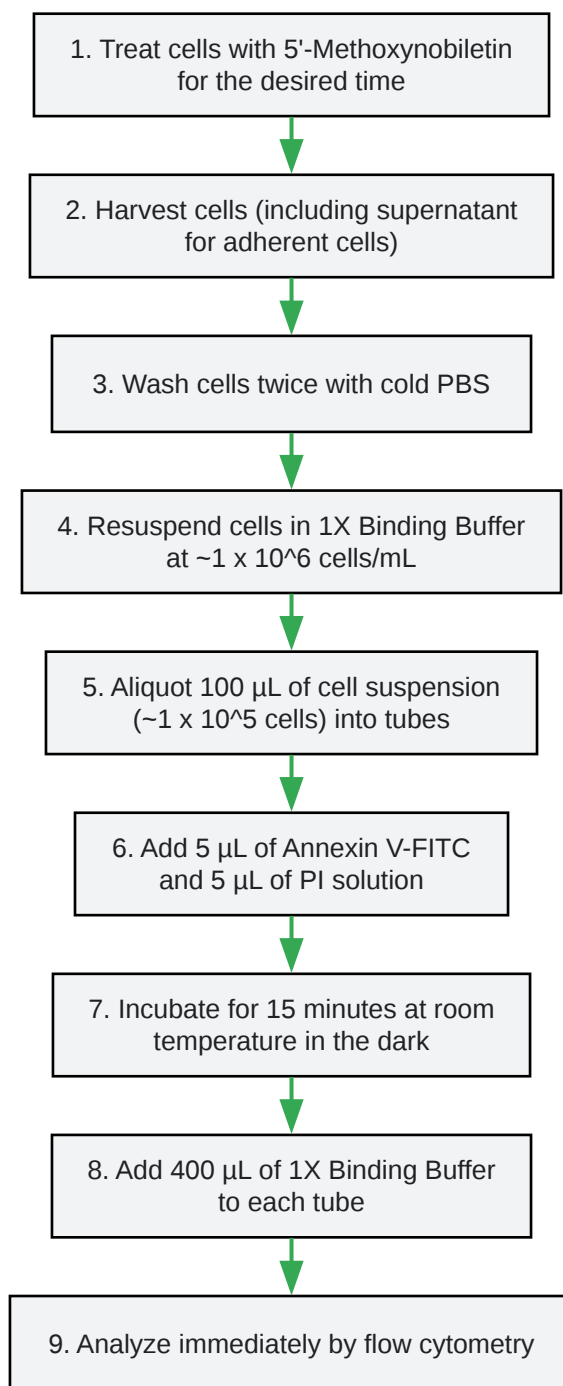 1. Treat cells with 5'-Methoxynobiletin
for the desired time
2. Harvest cells (including supernatant
for adherent cells)
3. Wash cells twice with cold PBS
4. Resuspend cells in 1X Binding Buffer
at ~1 x 10^6 cells/mL
5. Aliquot 100 µL of cell suspension
(~1 x 10^5 cells) into tubes
6. Add 5 µL of Annexin V-FITC
and 5 µL of PI solution
7. Incubate for 15 minutes at room
temperature in the dark
8. Add 400 µL of 1X Binding Buffer
to each tube
9. Analyze immediately by flow cytometry